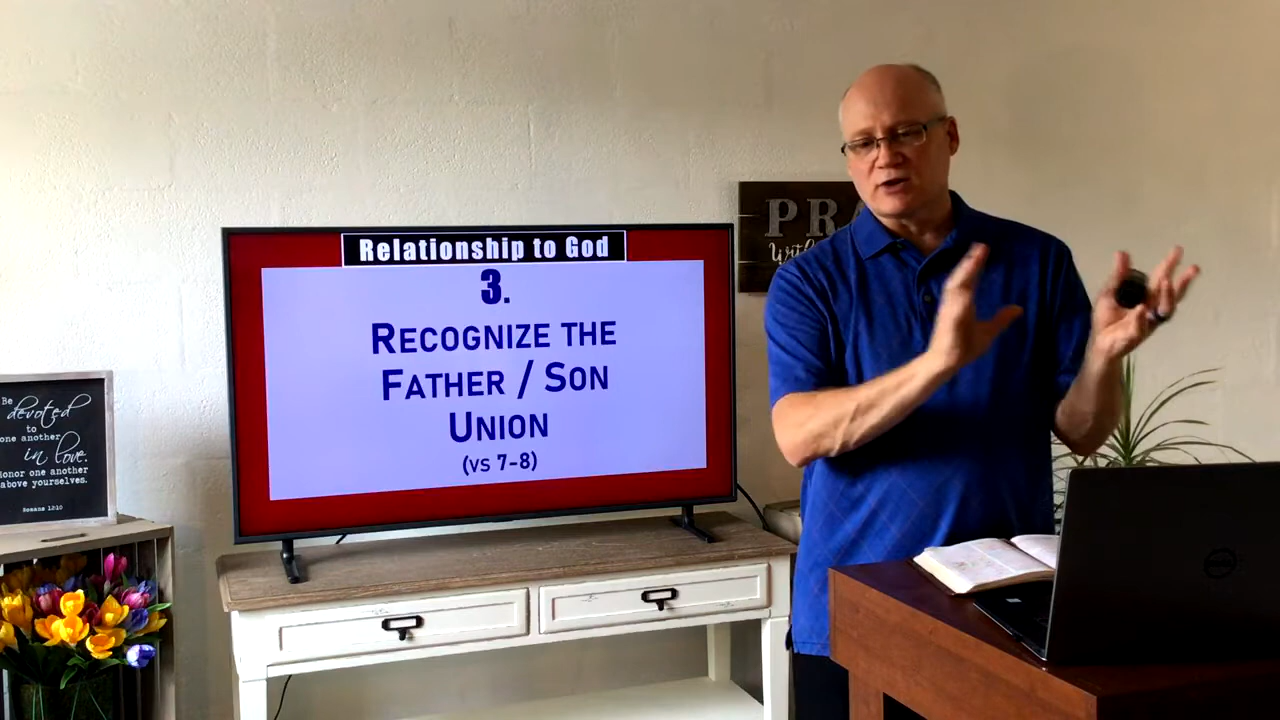 Relationship to God
3.
RECOGNIZE THE
FATHER / SON
UNION
(VS 7-8)
PRA
Be
devoted
to
one another
in love.
Honor one another
above yourselves.
Romans 12:10